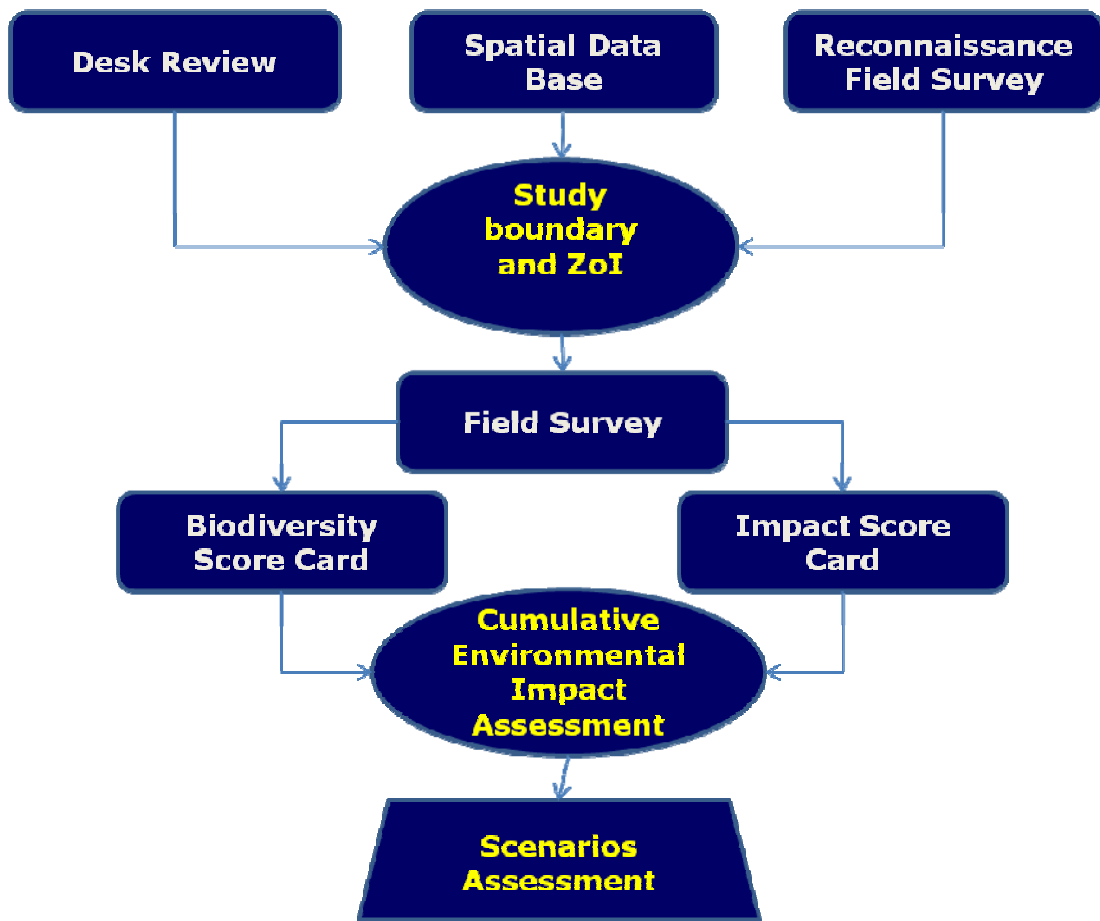 Desk Review
Spatial Data
Base
Reconnaissance
Field Survey
Study
boundary
and ZoI
Field Survey
Biodiversity
Score Card
Impact Score
Card
Cumulative
Environmental
Impact
Assessment
Scenarios
Assessment